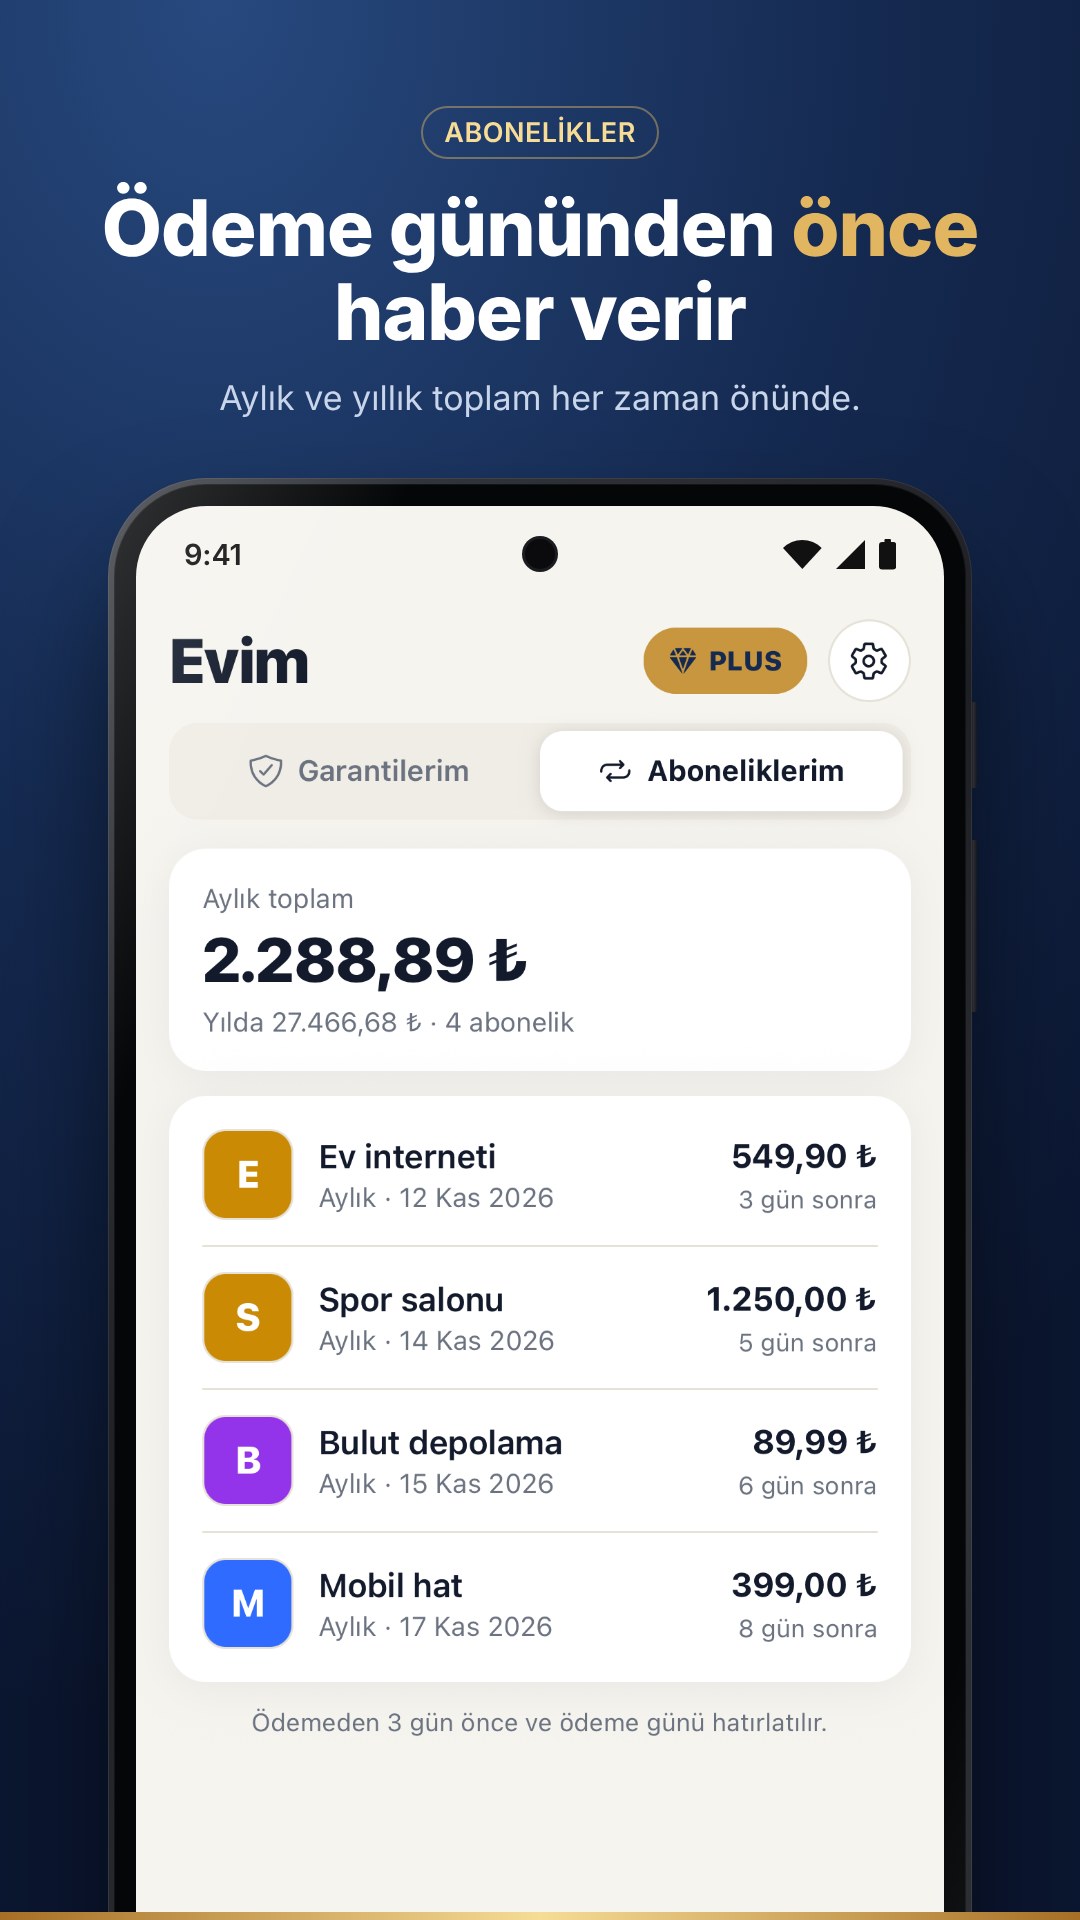 ABONELİKLER
Ödeme gününden önce
haber verir
Aylık ve yıllık toplam her zaman önünde.
9:41
Evim
PLUS
Garantilerim
Aboneliklerim
Aylık toplam
2.288,89 ₺
Yılda 27.466,68 ₺ · 4 abonelik
E
Ev interneti
549,90 ₺
Aylık · 12 Kas 2026
3 gün sonra
S
Spor salonu
1.250,00 ₺
Aylık · 14 Kas 2026
5 gün sonra
B
Bulut depolama
89,99 ₺
Aylık · 15 Kas 2026
6 gün sonra
M
Mobil hat
399,00 ₺
Aylık · 17 Kas 2026
8 gün sonra
Ödemeden 3 gün önce ve ödeme günü hatırlatılır.